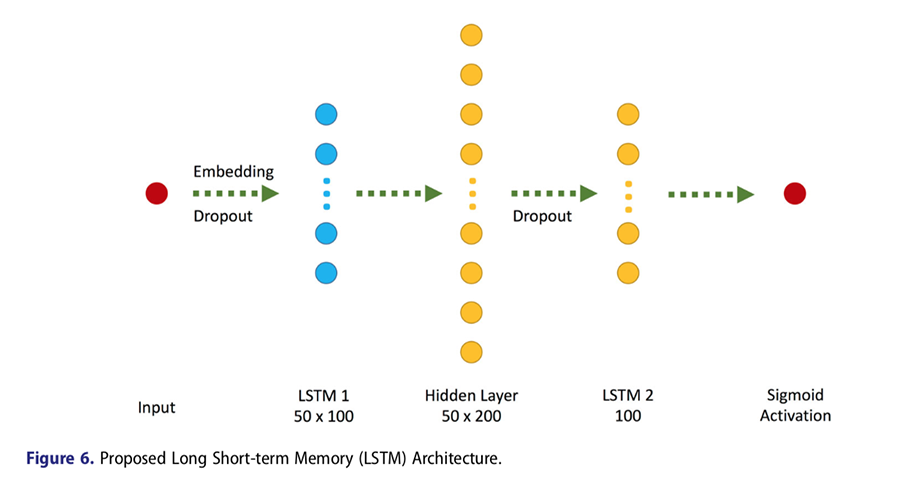 Embedding
Dropout
Dropout
Input
LSTM 1
50 x 100
Hidden Layer
50 x 200
LSTM 2
100
Sigmoid
Activation
Figure 6. Proposed Long Short-term Memory (LSTM) Architecture.